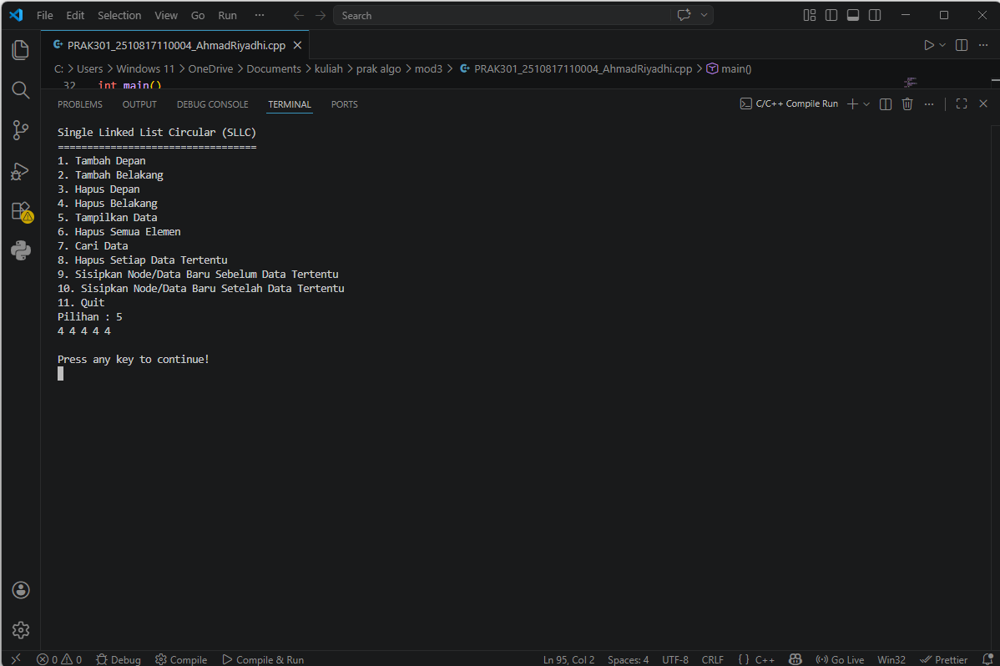 File Edit Selection View Go Run ··· Search
PRAK301_2510817110004_AhmadRiyadhi.cpp
C: > Users > Windows 11 > OneDrive > Documents > kuliah > prak algo > mod3 > PRAK301_2510817110004_AhmadRiyadhi.cpp > main()
32 int main()
PROBLEMS OUTPUT DEBUG CONSOLE TERMINAL PORTS C/C++ Compile Run
Single Linked List Circular (SLLC)
==================================
1. Tambah Depan
2. Tambah Belakang
3. Hapus Depan
4. Hapus Belakang
5. Tampilkan Data
6. Hapus Semua Elemen
7. Cari Data
8. Hapus Setiap Data Tertentu
9. Sisipkan Node/Data Baru Sebelum Data Tertentu
10. Sisipkan Node/Data Baru Setelah Data Tertentu
11. Quit
Pilihan : 5
4 4 4 4 4
Press any key to continue!
0 0 Debug Compile Compile & Run Ln 95, Col 2 Spaces: 4 UTF-8 CRLF { } C++ Go Live Win32 Prettier